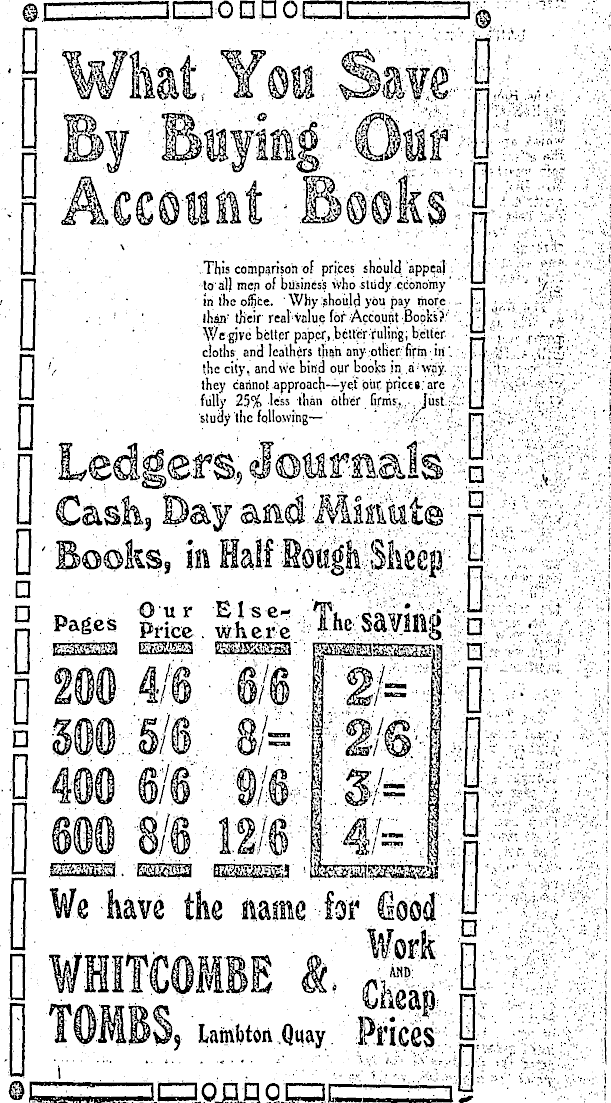 What You Save
By Buying Our
Account Books
This comparison of prices should appeal
to all men of business who study economy
in the office. Why should you pay more
than their real value for Account Books?
We give better paper, better ruling, better
cloths and leathers than any other firm in
the city, and we bind our books in a way
they cannot approach—yet our prices are
fully 25% less than other firms. Just
study the following—
Ledgers, Journals
Cash, Day and Minute
Books, in Half Rough Sheep
Pages Our Price Else-where The saving
200 4/6 6/6 2/=
300 5/6 8/= 2/6
400 6/6 9/6 3/=
600 8/6 12/6 4/=
We have the name for Good
Work
AND
Cheap
Prices
WHITCOMBE &
TOMBS, Lambton Quay